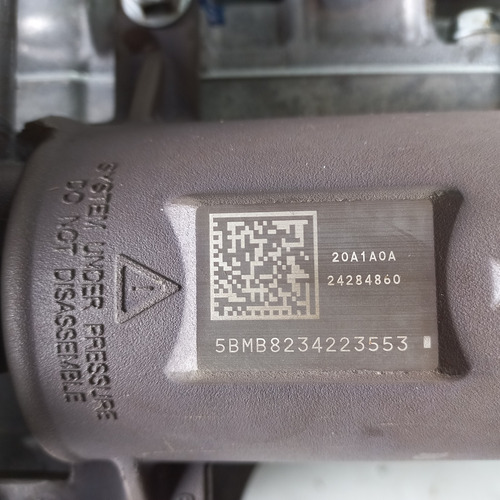 SYSTEM UNDER PRESSURE
DO NOT DISASSEMBLE
20A1A0A
24284860
5BMB8234223553